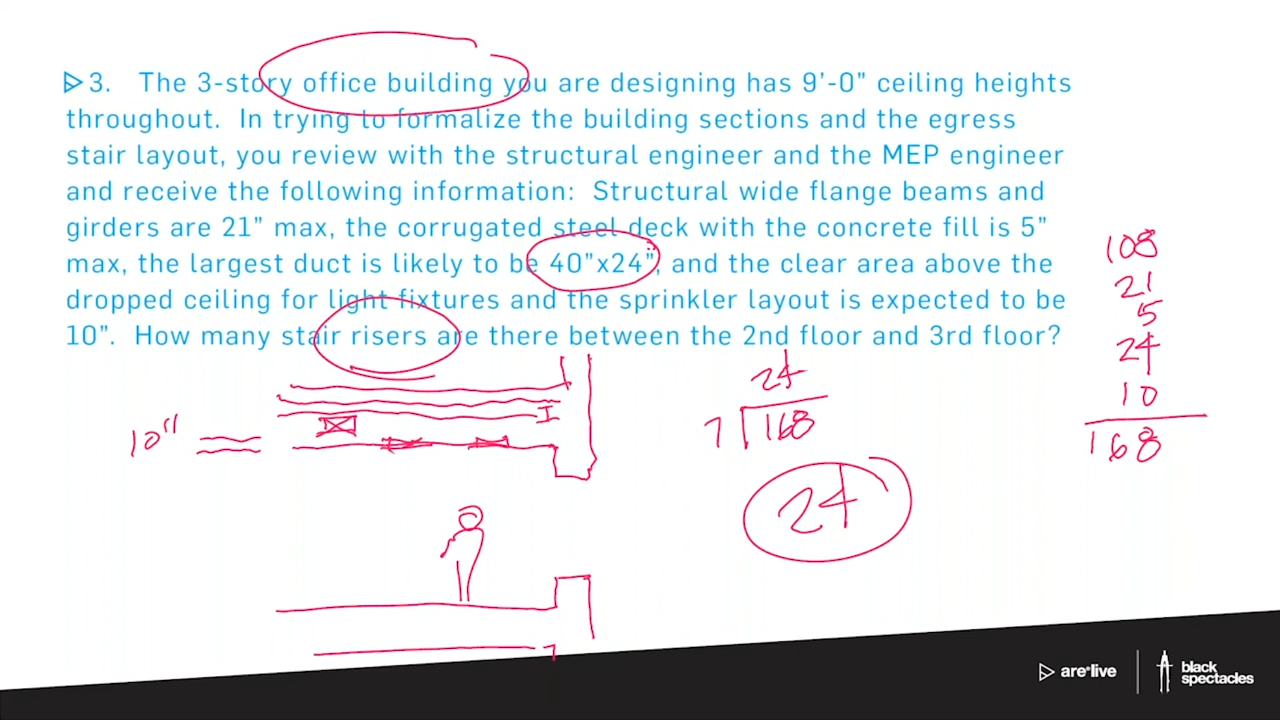 3. The 3-story office building you are designing has 9'-0" ceiling heights
throughout. In trying to formalize the building sections and the egress
stair layout, you review with the structural engineer and the MEP engineer
and receive the following information: Structural wide flange beams and
girders are 21" max, the corrugated steel deck with the concrete fill is 5"
max, the largest duct is likely to be 40"x24", and the clear area above the
dropped ceiling for light fixtures and the sprinkler layout is expected to be
10". How many stair risers are there between the 2nd floor and 3rd floor?
108
21
5
24
10
168
24
7 168
24
10"
are live
black
spectacles